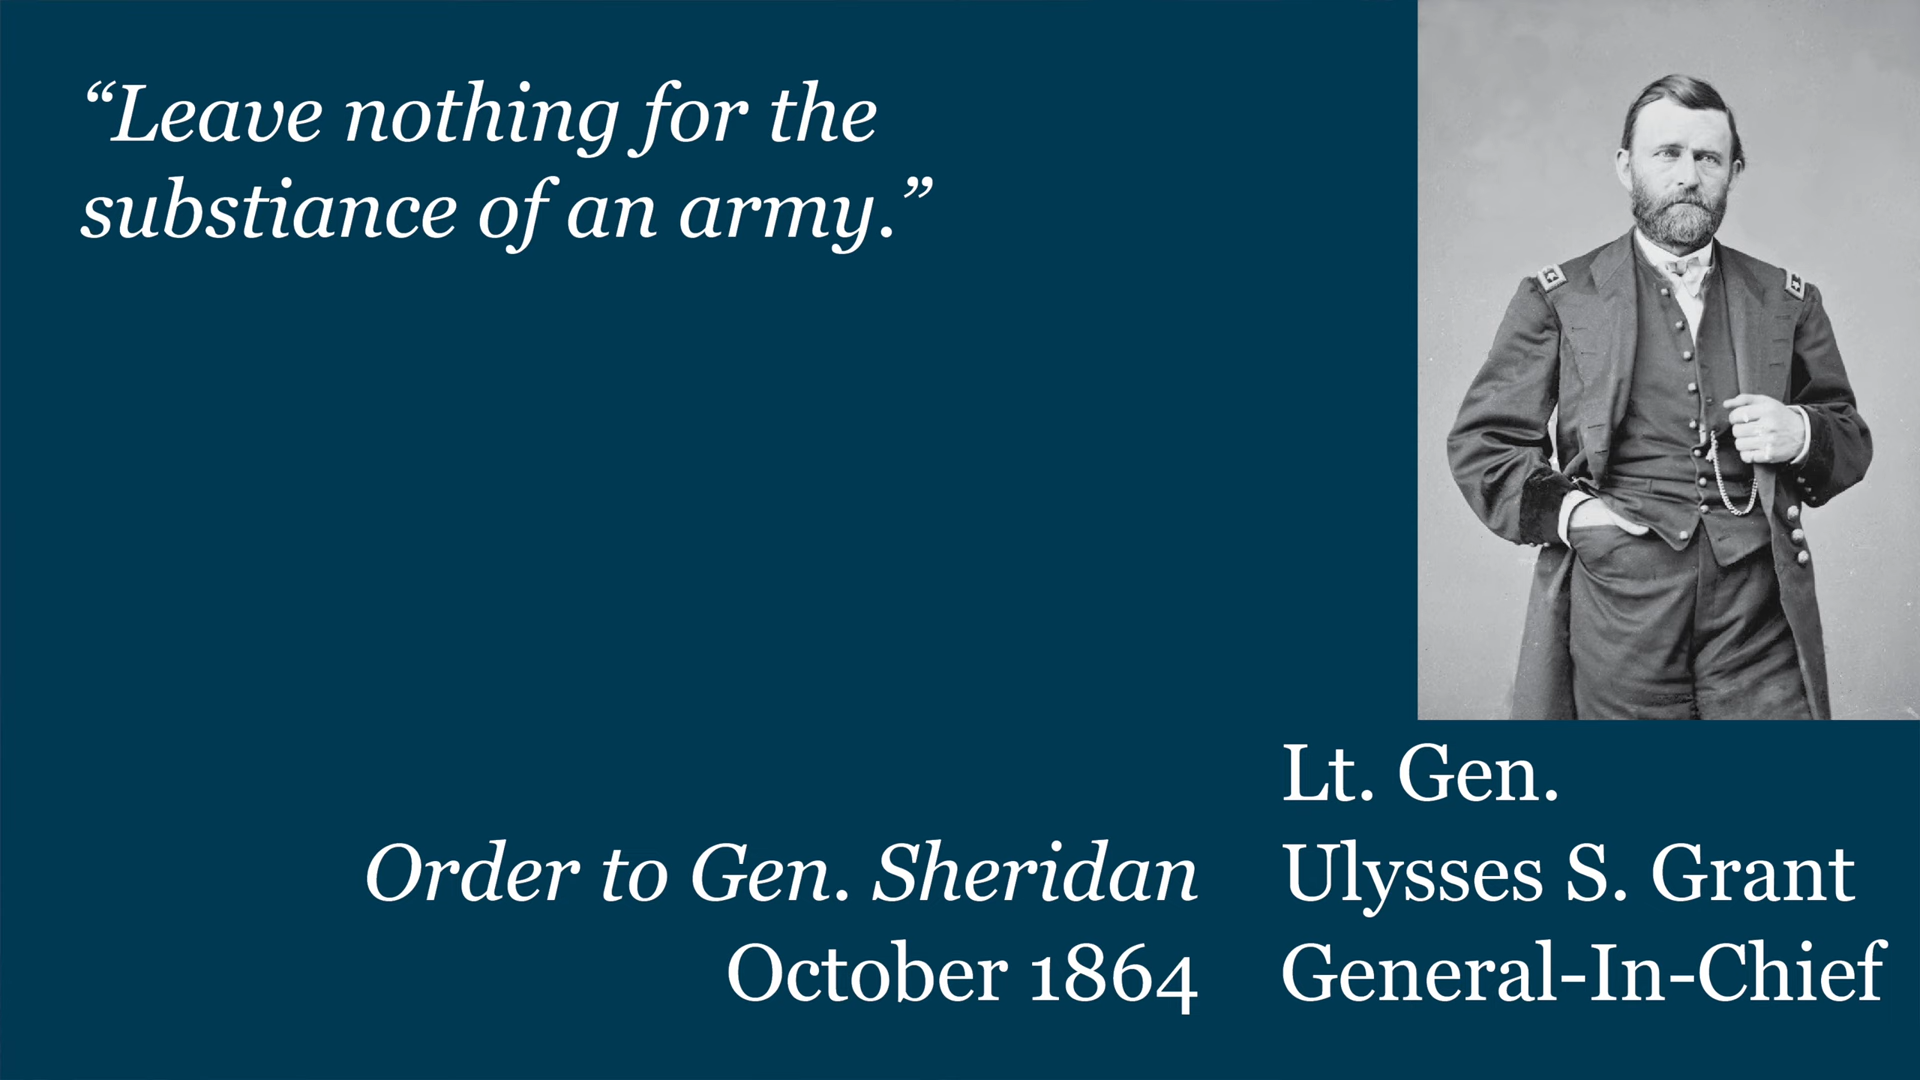 “Leave nothing for the
substiance of an army.”
Order to Gen. Sheridan
October 1864
Lt. Gen.
Ulysses S. Grant
General-In-Chief